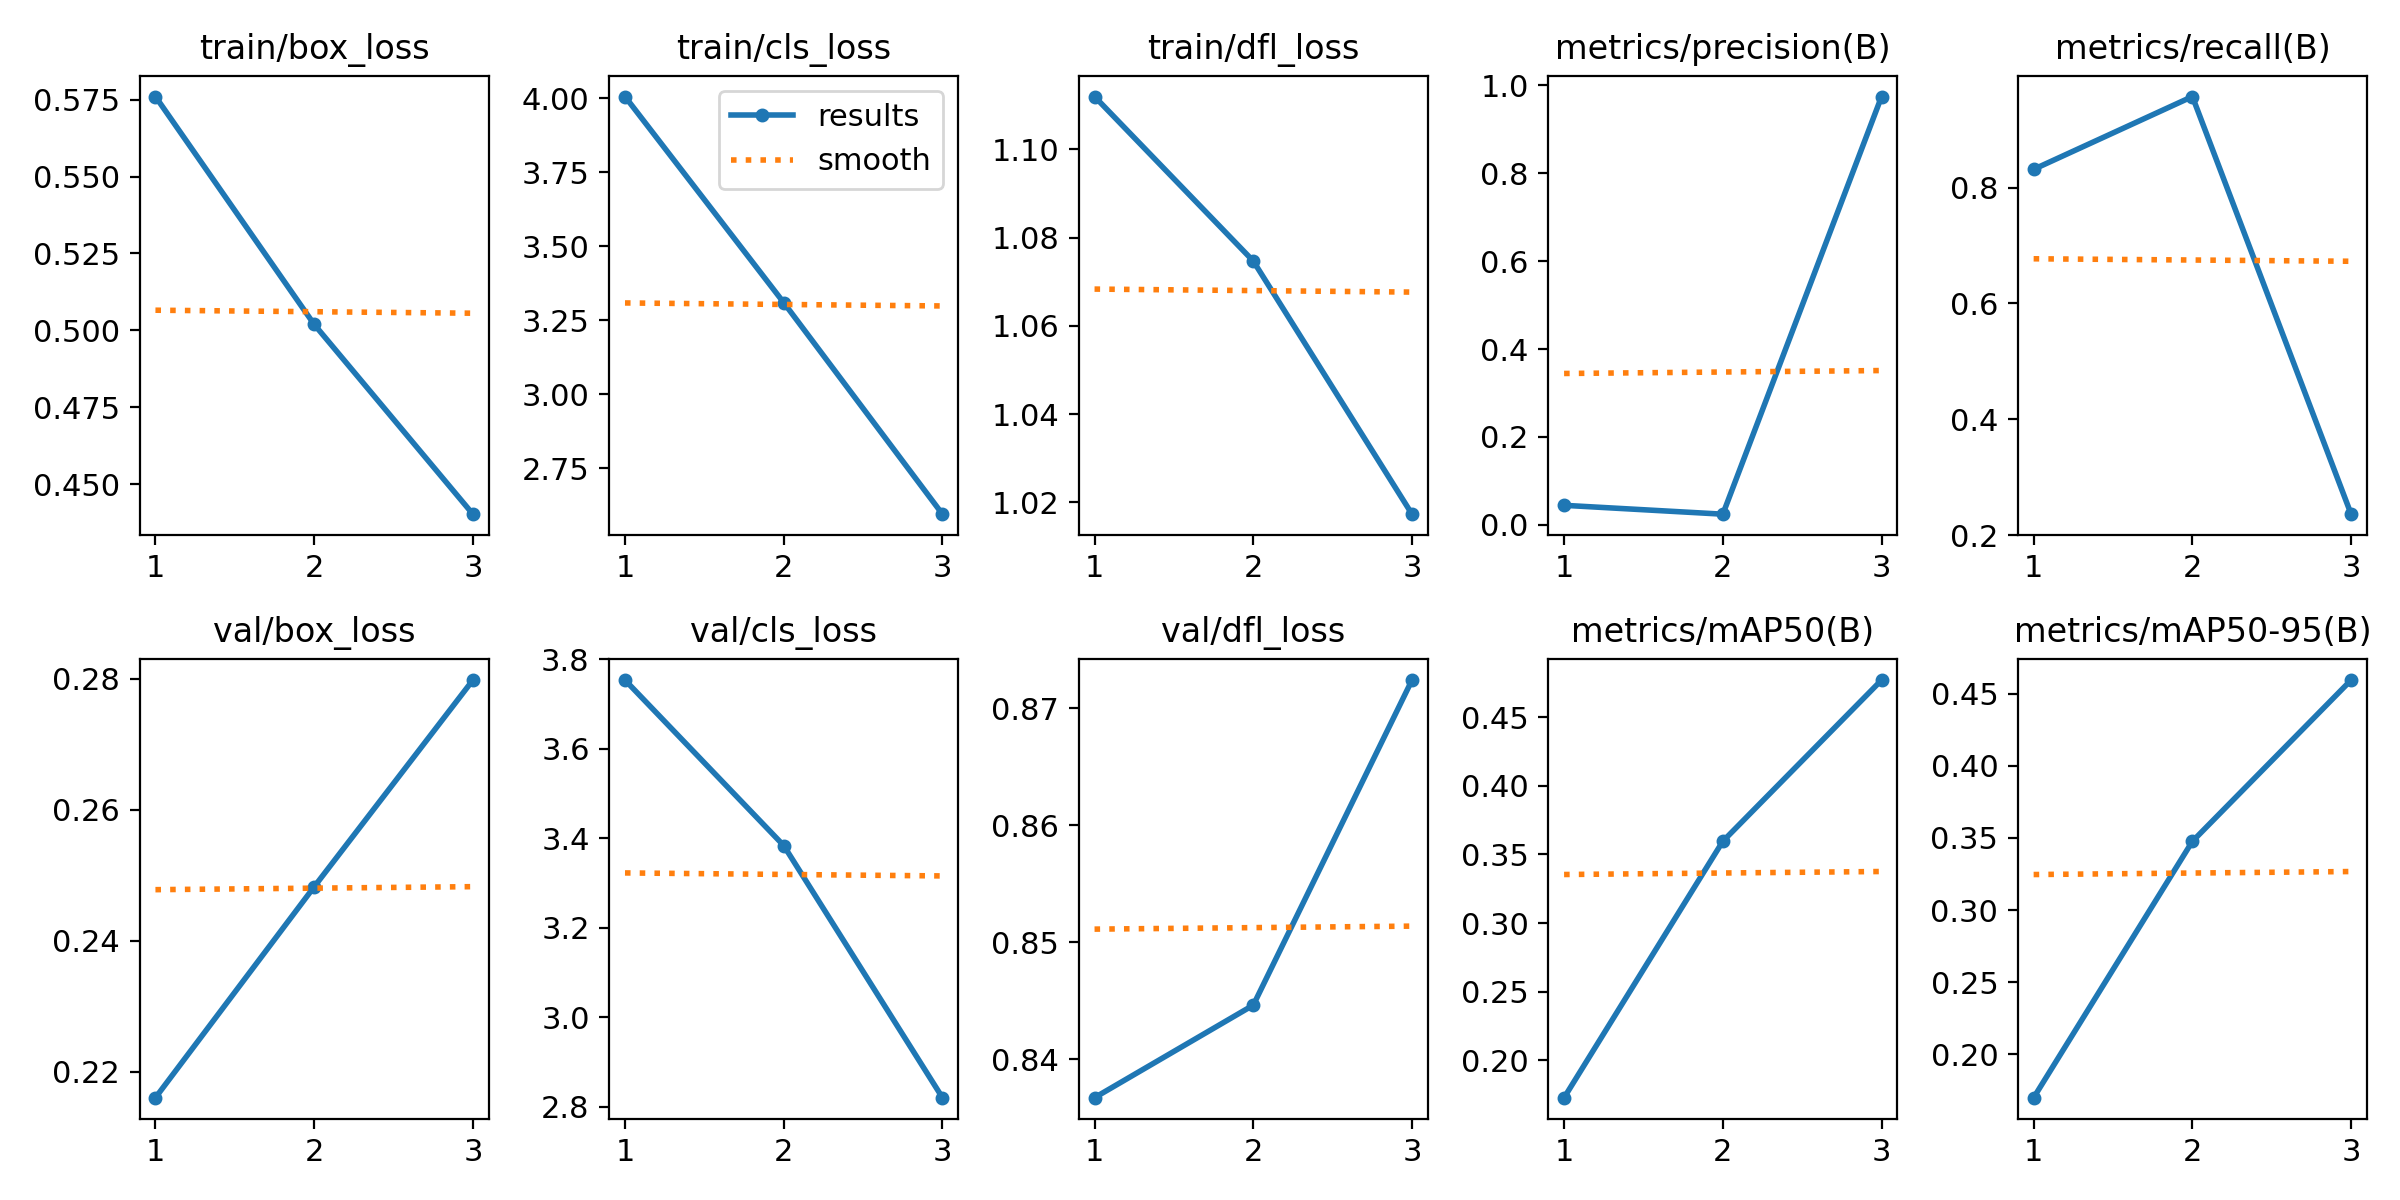 train/box_loss
0.575
0.550
0.525
0.500
0.475
0.450
1 2 3
train/cls_loss
results
smooth
4.00
3.75
3.50
3.25
3.00
2.75
1 2 3
train/dfl_loss
1.10
1.08
1.06
1.04
1.02
1 2 3
metrics/precision(B)
1.0
0.8
0.6
0.4
0.2
0.0
1 2 3
metrics/recall(B)
0.8
0.6
0.4
0.2
1 2 3
val/box_loss
0.28
0.26
0.24
0.22
1 2 3
val/cls_loss
3.8
3.6
3.4
3.2
3.0
2.8
1 2 3
val/dfl_loss
0.87
0.86
0.85
0.84
1 2 3
metrics/mAP50(B)
0.45
0.40
0.35
0.30
0.25
0.20
1 2 3
metrics/mAP50-95(B)
0.45
0.40
0.35
0.30
0.25
0.20
1 2 3